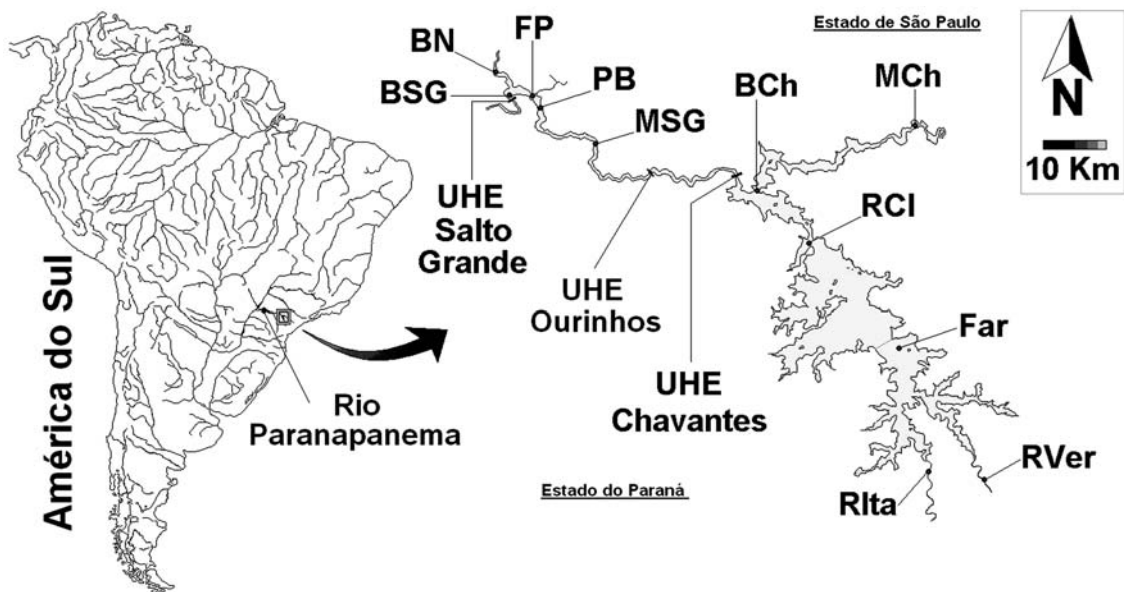 América do Sul
Rio
Paranapanema
Estado de São Paulo
BN
FP
BSG
PB
MSG
BCh
MCh
N
10 Km
UHE
Salto
Grande
UHE
Ourinhos
UHE
Chavantes
RCI
Far
RVer
RIta
Estado do Paraná